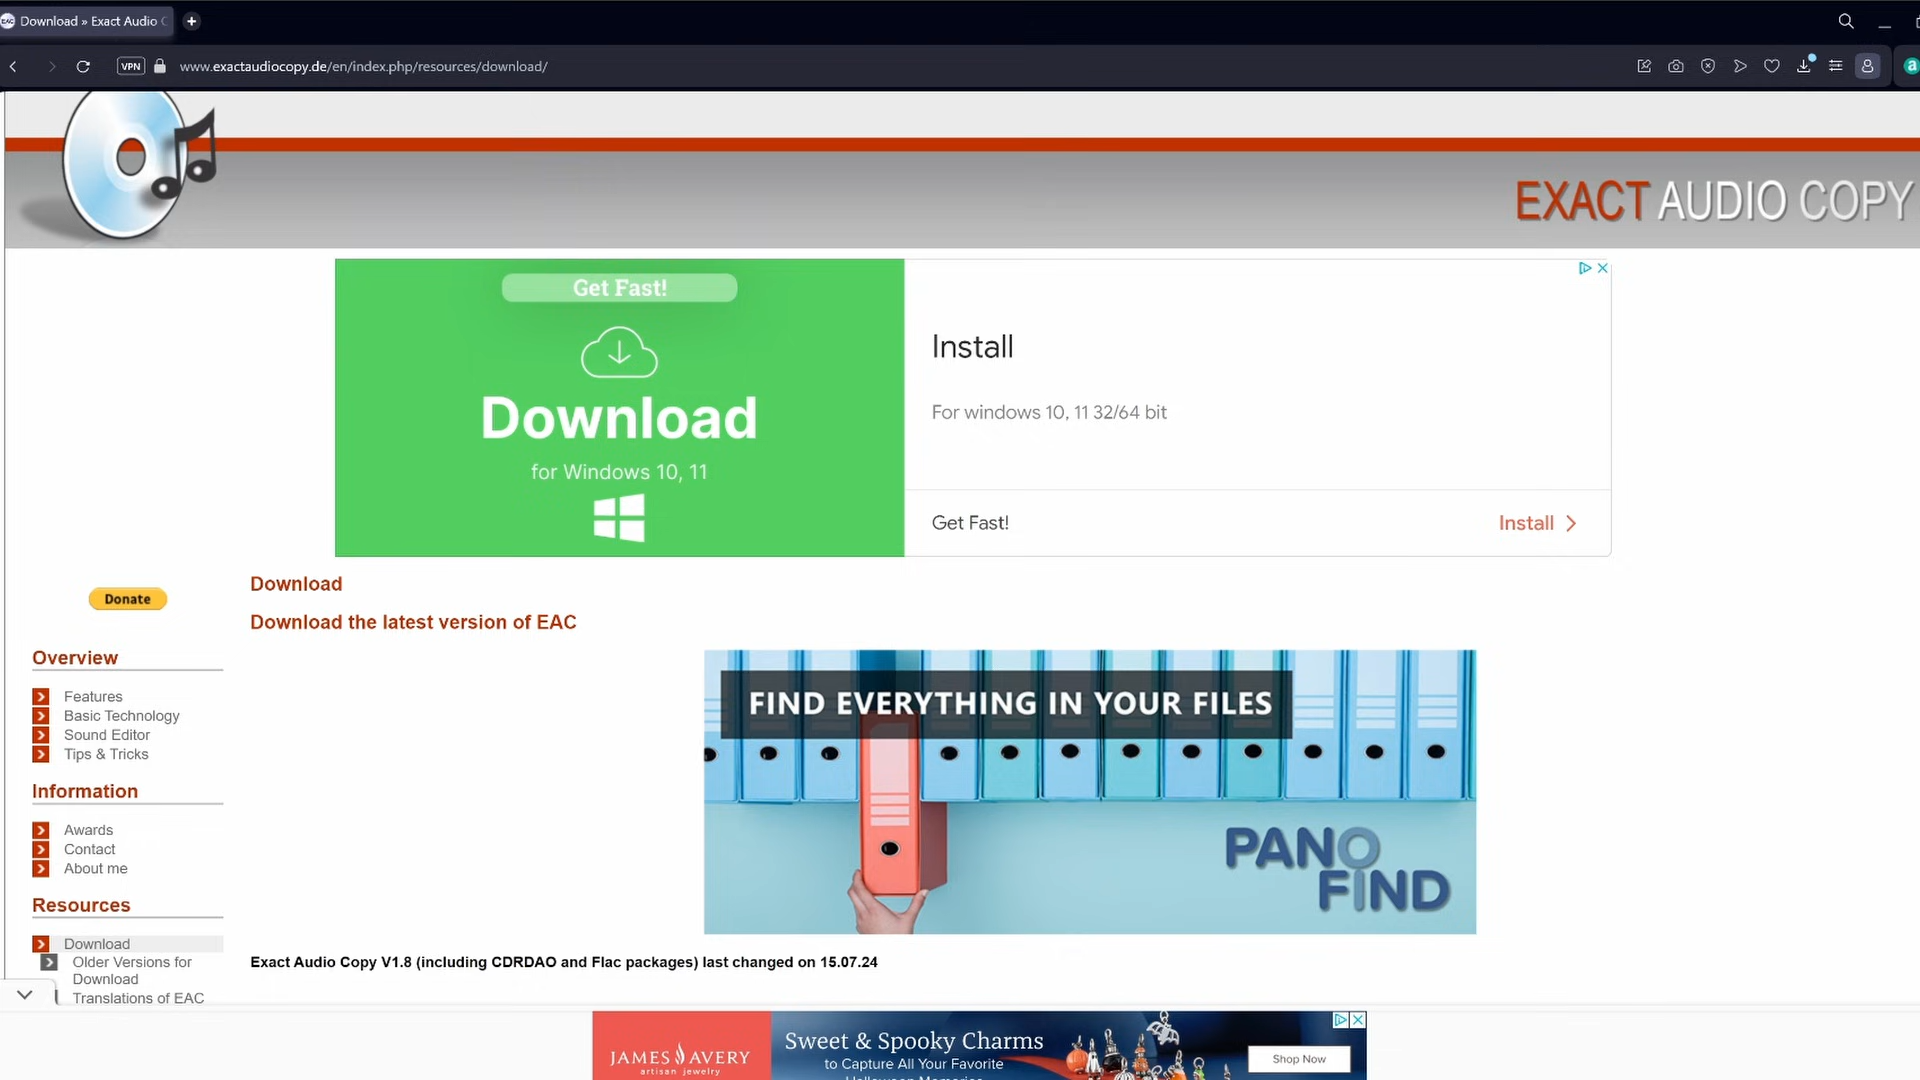 EAC
Download » Exact Audio C
VPN
www.exactaudiocopy.de/en/index.php/resources/download/
a
EXACT AUDIO COPY
Get Fast!
Download
for Windows 10, 11
Install
For windows 10, 11 32/64 bit
Get Fast!
Install
Download
Download the latest version of EAC
Donate
Overview
Features
Basic Technology
Sound Editor
Tips & Tricks
Information
Awards
Contact
About me
Resources
Download
Older Versions for
Download
Translations of EAC
FIND EVERYTHING IN YOUR FILES
PANO
FIND
Exact Audio Copy V1.8 (including CDRDAO and Flac packages) last changed on 15.07.24
JAMES AVERY
artisan jewelry
Sweet & Spooky Charms
to Capture All Your Favorite
Halloween Memories
Shop Now